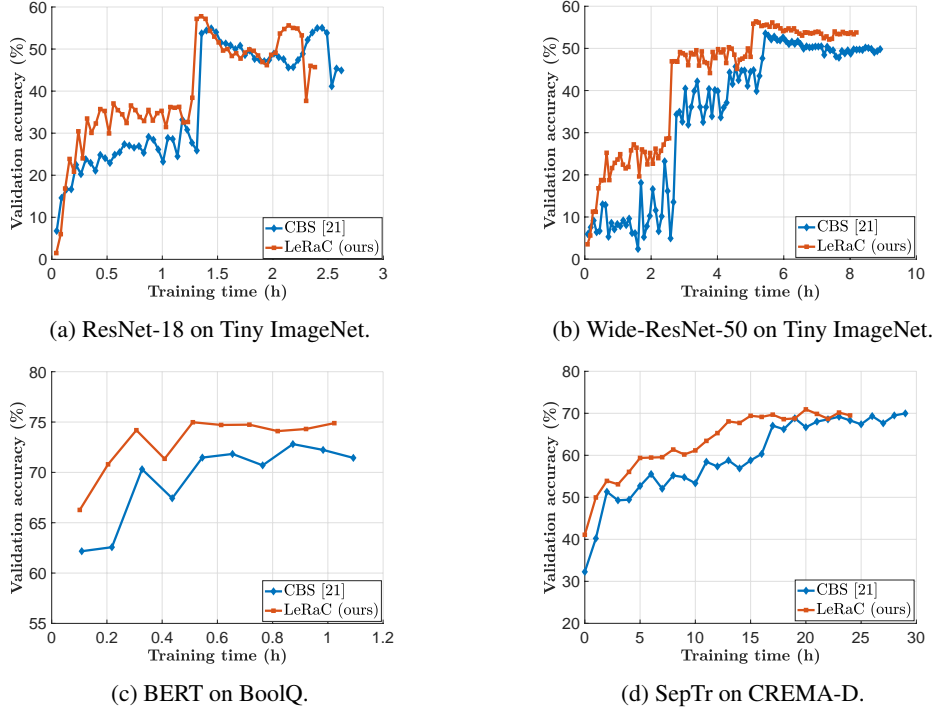 Validation accuracy (%)
60
50
40
30
20
10
0
0 0.5 1 1.5 2 2.5 3
Training time (h)
CBS [21]
LeRaC (ours)
(a) ResNet-18 on Tiny ImageNet.
Validation accuracy (%)
60
50
40
30
20
10
0
0 2 4 6 8 10
Training time (h)
CBS [21]
LeRaC (ours)
(b) Wide-ResNet-50 on Tiny ImageNet.
Validation accuracy (%)
80
75
70
65
60
55
0 0.2 0.4 0.6 0.8 1 1.2
Training time (h)
CBS [21]
LeRaC (ours)
(c) BERT on BoolQ.
Validation accuracy (%)
80
70
60
50
40
30
20
0 5 10 15 20 25 30
Training time (h)
CBS [21]
LeRaC (ours)
(d) SepTr on CREMA-D.